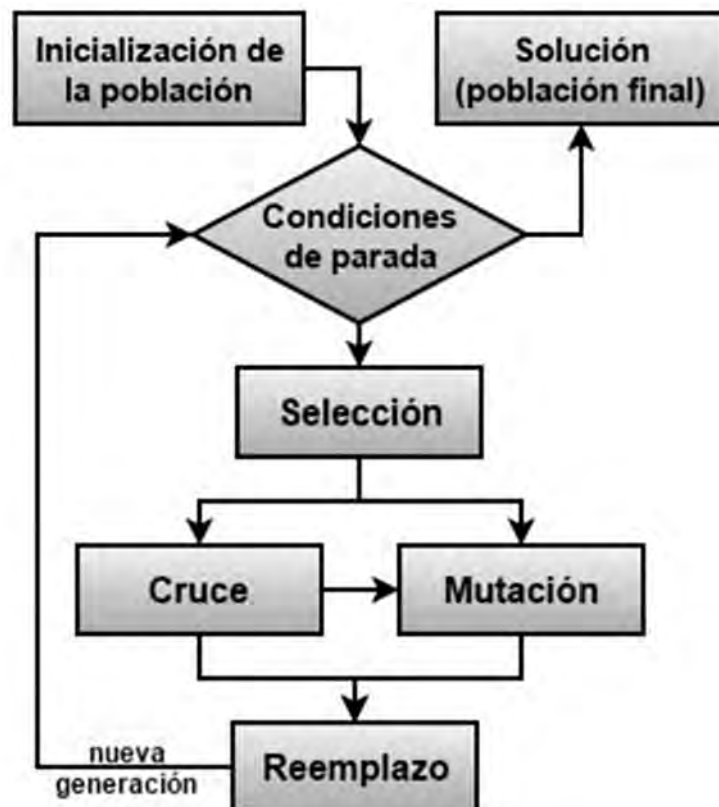 Inicialización de
la población
Solución
(población final)
Condiciones
de parada
Selección
Cruce
Mutación
Reemplazo
nueva
generación